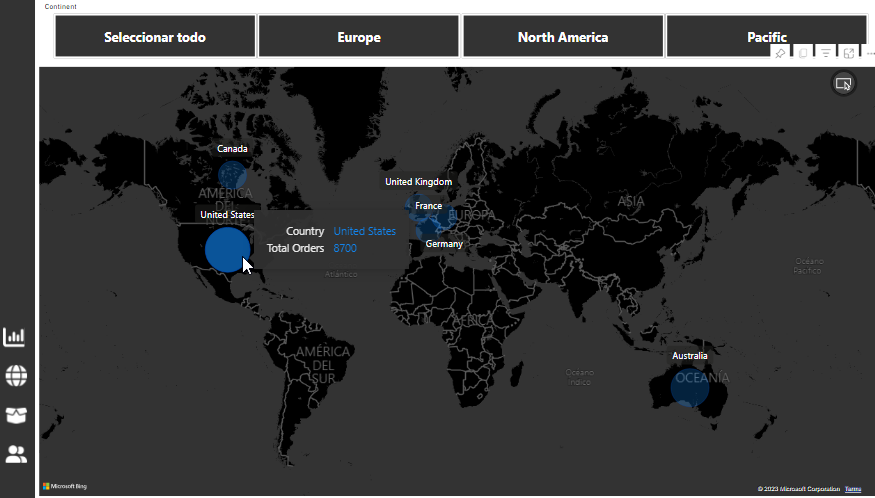 Continent
Seleccionar todo
Europe
North America
Pacific
Canada
AMÉRICA
DEL
NORTE
United States
Country United States
Total Orders 8700
United Kingdom
France
EUROPA
Germany
ASIA
Atlántico
Océano
Pacífico
ÁFRICA
AMÉRICA
DEL
SUR
Océano
Índico
Australia
OCEANÍA
Microsoft Bing
© 2023 Microsoft Corporation Terms